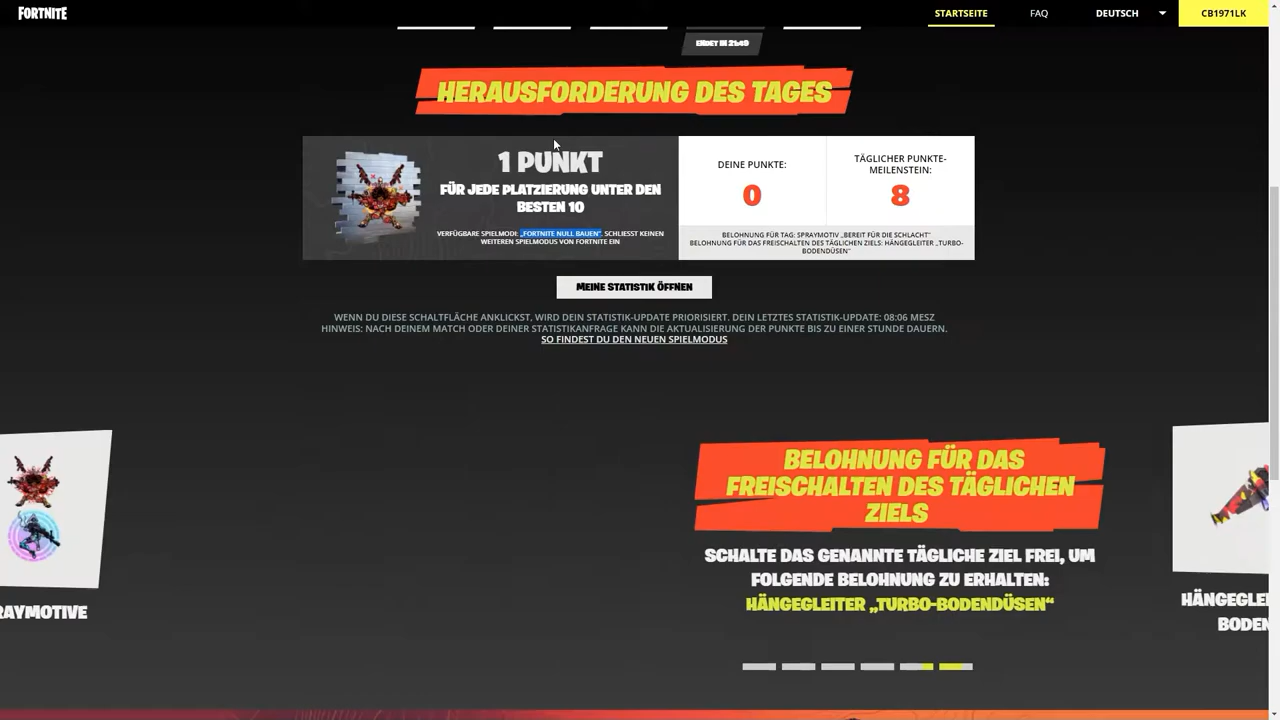 FORTNITE
STARTSEITE
FAQ
DEUTSCH
CB1971LK
ENDET IN 21:49
HERAUSFORDERUNG DES TAGES
1 PUNKT
FÜR JEDE PLATZIERUNG UNTER DEN
BESTEN 10
VERFÜGBARE SPIELMODI: „FORTNITE NULL BAUEN“. SCHLIESST KEINEN
WEITEREN SPIELMODUS VON FORTNITE EIN
DEINE PUNKTE:
0
TÄGLICHER PUNKTE-
MEILENSTEIN:
8
BELOHNUNG FÜR TAG: SPRAYMOTIV „BEREIT FÜR DIE SCHLACHT“
BELOHNUNG FÜR DAS FREISCHALTEN DES TÄGLICHEN ZIELS: HÄNGEGLEITER „TURBO-
BODENDÜSEN“
MEINE STATISTIK ÖFFNEN
WENN DU DIESE SCHALTFLÄCHE ANKLICKST, WIRD DEIN STATISTIK-UPDATE PRIORISIERT. DEIN LETZTES STATISTIK-UPDATE: 08:06 MESZ
HINWEIS: NACH DEINEM MATCH ODER DEINER STATISTIKANFRAGE KANN DIE AKTUALISIERUNG DER PUNKTE BIS ZU EINER STUNDE DAUERN.
SO FINDEST DU DEN NEUEN SPIELMODUS
BELOHNUNG FÜR DAS
FREISCHALTEN DES TÄGLICHEN
ZIELS
SCHALTE DAS GENANNTE TÄGLICHE ZIEL FREI, UM
FOLGENDE BELOHNUNG ZU ERHALTEN:
HÄNGEGLEITER „TURBO-BODENDÜSEN“
RAYMOTIVE
HÄNGEGLEI
BODEN